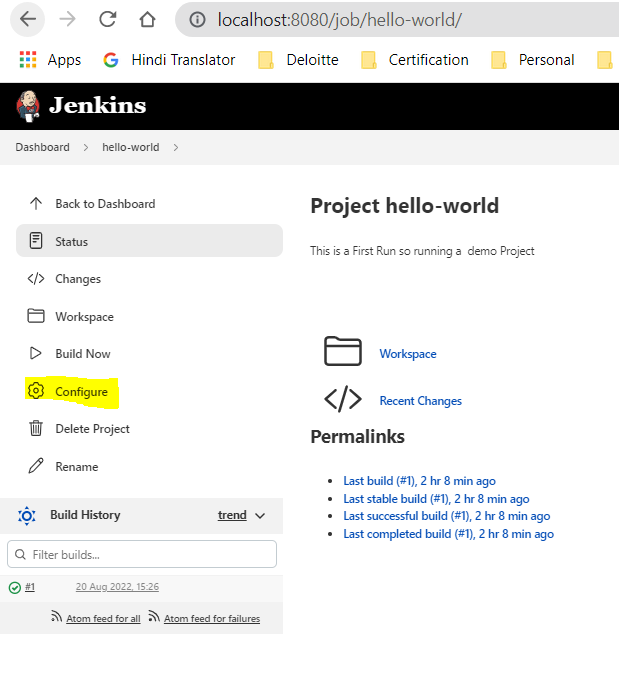 localhost:8080/job/hello-world/
Apps Hindi Translator Deloitte Certification Personal
Jenkins
Dashboard > hello-world >
Back to Dashboard
Status
Changes
Workspace
Build Now
Configure
Delete Project
Rename
Build History trend
Filter builds...
#1 20 Aug 2022, 15:26
Atom feed for all Atom feed for failures
Project hello-world
This is a First Run so running a demo Project
Workspace
Recent Changes
Permalinks
Last build (#1), 2 hr 8 min ago
Last stable build (#1), 2 hr 8 min ago
Last successful build (#1), 2 hr 8 min ago
Last completed build (#1), 2 hr 8 min ago